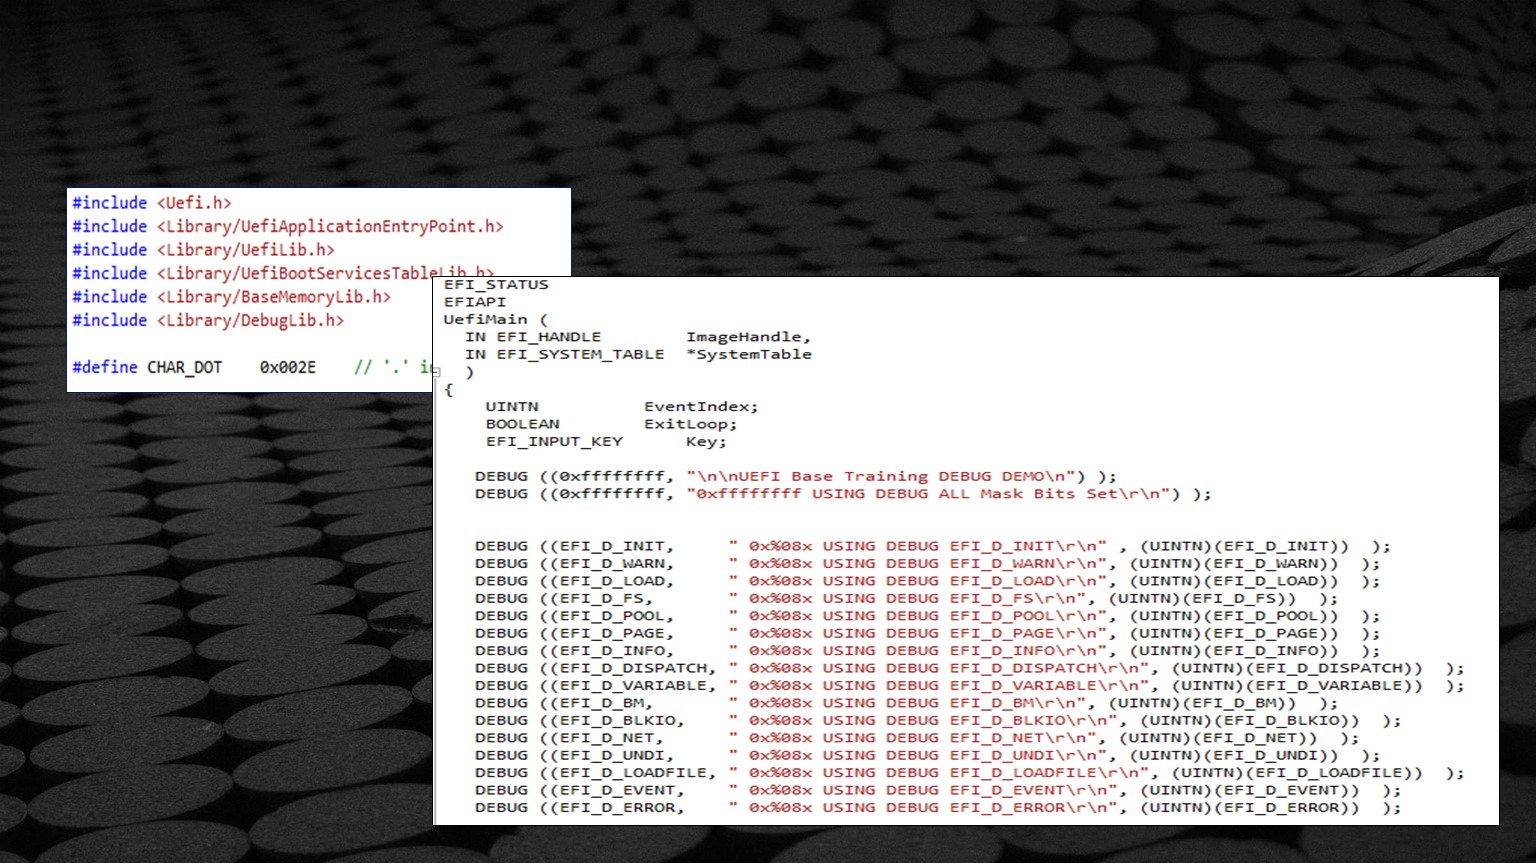 #include <Uefi.h>
#include <Library/UefiApplicationEntryPoint.h>
#include <Library/UefiLib.h>
#include <Library/UefiBootServicesTableLib.h>
#include <Library/BaseMemoryLib.h>
#include <Library/DebugLib.h>
#define CHAR_DOT 0x002E // '.'
EFI_STATUS
EFIAPI
UefiMain (
IN EFI_HANDLE ImageHandle,
IN EFI_SYSTEM_TABLE *SystemTable
)
{
UINTN EventIndex;
BOOLEAN ExitLoop;
EFI_INPUT_KEY Key;
DEBUG ((0xffffffff, "\n\nUEFI Base Training DEBUG DEMO\n") );
DEBUG ((0xffffffff, "0xffffffff USING DEBUG ALL Mask Bits Set\r\n") );
DEBUG ((EFI_D_INIT, " 0x%08x USING DEBUG EFI_D_INIT\r\n" , (UINTN)(EFI_D_INIT)) );
DEBUG ((EFI_D_WARN, " 0x%08x USING DEBUG EFI_D_WARN\r\n", (UINTN)(EFI_D_WARN)) );
DEBUG ((EFI_D_LOAD, " 0x%08x USING DEBUG EFI_D_LOAD\r\n", (UINTN)(EFI_D_LOAD)) );
DEBUG ((EFI_D_FS, " 0x%08x USING DEBUG EFI_D_FS\r\n", (UINTN)(EFI_D_FS)) );
DEBUG ((EFI_D_POOL, " 0x%08x USING DEBUG EFI_D_POOL\r\n", (UINTN)(EFI_D_POOL)) );
DEBUG ((EFI_D_PAGE, " 0x%08x USING DEBUG EFI_D_PAGE\r\n", (UINTN)(EFI_D_PAGE)) );
DEBUG ((EFI_D_INFO, " 0x%08x USING DEBUG EFI_D_INFO\r\n", (UINTN)(EFI_D_INFO)) );
DEBUG ((EFI_D_DISPATCH, " 0x%08x USING DEBUG EFI_D_DISPATCH\r\n", (UINTN)(EFI_D_DISPATCH)) );
DEBUG ((EFI_D_VARIABLE, " 0x%08x USING DEBUG EFI_D_VARIABLE\r\n", (UINTN)(EFI_D_VARIABLE)) );
DEBUG ((EFI_D_BM, " 0x%08x USING DEBUG EFI_D_BM\r\n", (UINTN)(EFI_D_BM)) );
DEBUG ((EFI_D_BLKIO, " 0x%08x USING DEBUG EFI_D_BLKIO\r\n", (UINTN)(EFI_D_BLKIO)) );
DEBUG ((EFI_D_NET, " 0x%08x USING DEBUG EFI_D_NET\r\n", (UINTN)(EFI_D_NET)) );
DEBUG ((EFI_D_UNDI, " 0x%08x USING DEBUG EFI_D_UNDI\r\n", (UINTN)(EFI_D_UNDI)) );
DEBUG ((EFI_D_LOADFILE, " 0x%08x USING DEBUG EFI_D_LOADFILE\r\n", (UINTN)(EFI_D_LOADFILE)) );
DEBUG ((EFI_D_EVENT, " 0x%08x USING DEBUG EFI_D_EVENT\r\n", (UINTN)(EFI_D_EVENT)) );
DEBUG ((EFI_D_ERROR, " 0x%08x USING DEBUG EFI_D_ERROR\r\n", (UINTN)(EFI_D_ERROR)) );